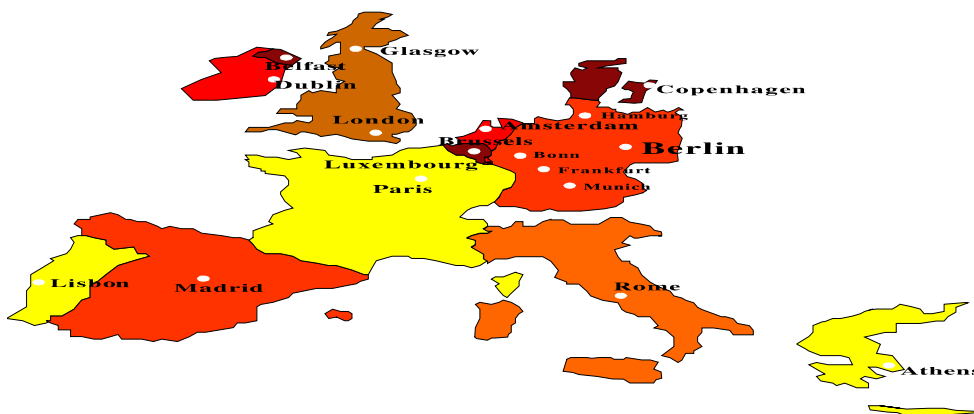 Glasgow
Belfast
Dublin
Copenhagen
Hamburg
London
Amsterdam
Brussels
Berlin
Bonn
Luxembourg
Frankfurt
Paris
Munich
Lisbon
Madrid
Rome
Athens